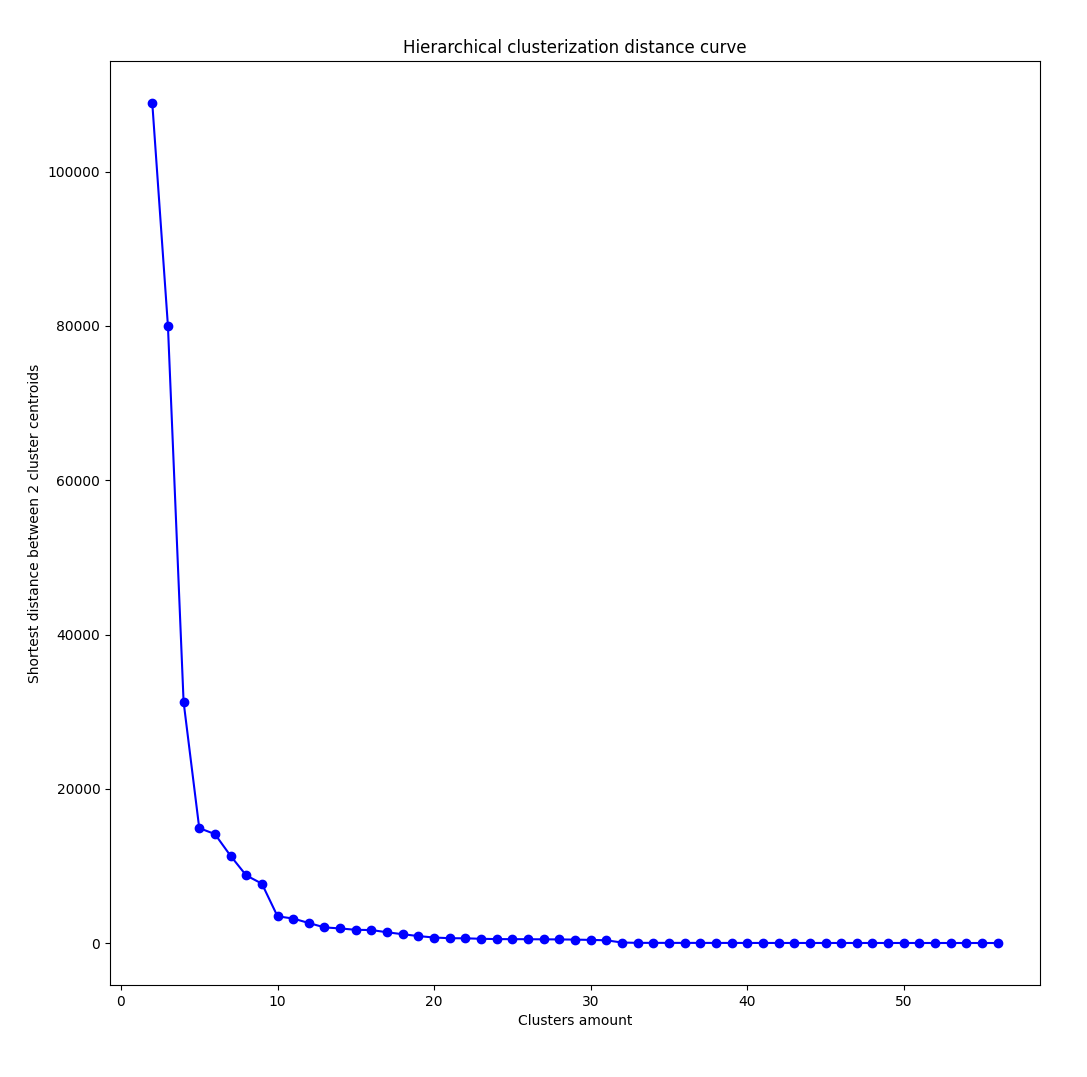 Hierarchical clusterization distance curve
Shortest distance between 2 cluster centroids
100000
80000
60000
40000
20000
0
0 10 20 30 40 50
Clusters amount